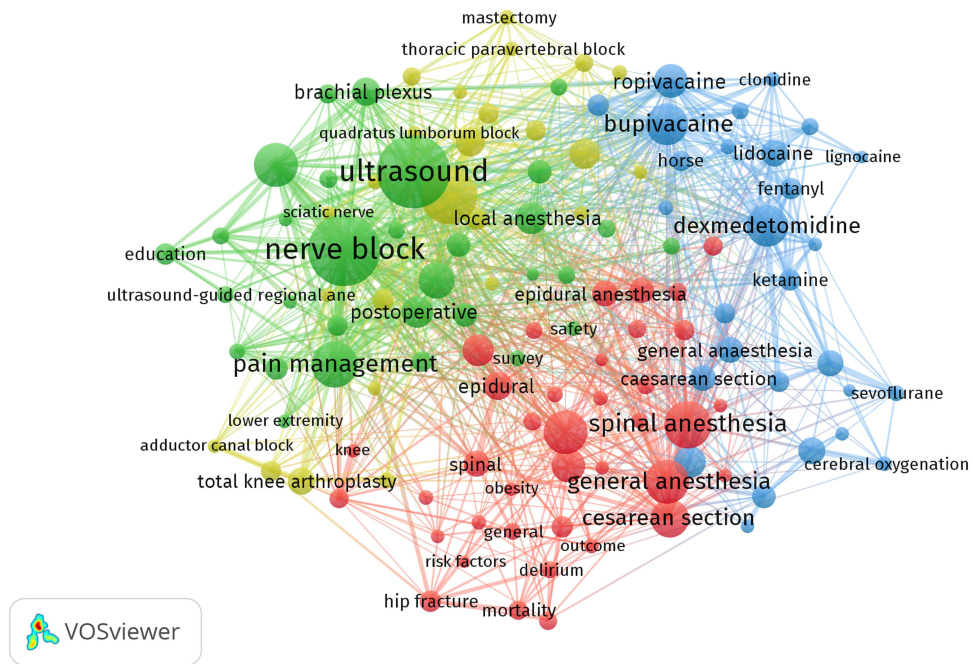 mastectomy
thoracic paravertebral block
ropivacaine
clonidine
brachial plexus
bupivacaine
quadratus lumborum block
horse
lidocaine
lignocaine
ultrasound
fentanyl
sciatic nerve
local anesthesia
dexmedetomidine
nerve block
education
ketamine
ultrasound-guided regional ane
epidural anesthesia
postoperative
safety
general anaesthesia
survey
pain management
caesarean section
epidural
sevoflurane
lower extremity
spinal anesthesia
adductor canal block
knee
spinal
cerebral oxygenation
total knee arthroplasty
general anesthesia
obesity
cesarean section
general
outcome
risk factors
delirium
hip fracture
mortality
VOSviewer